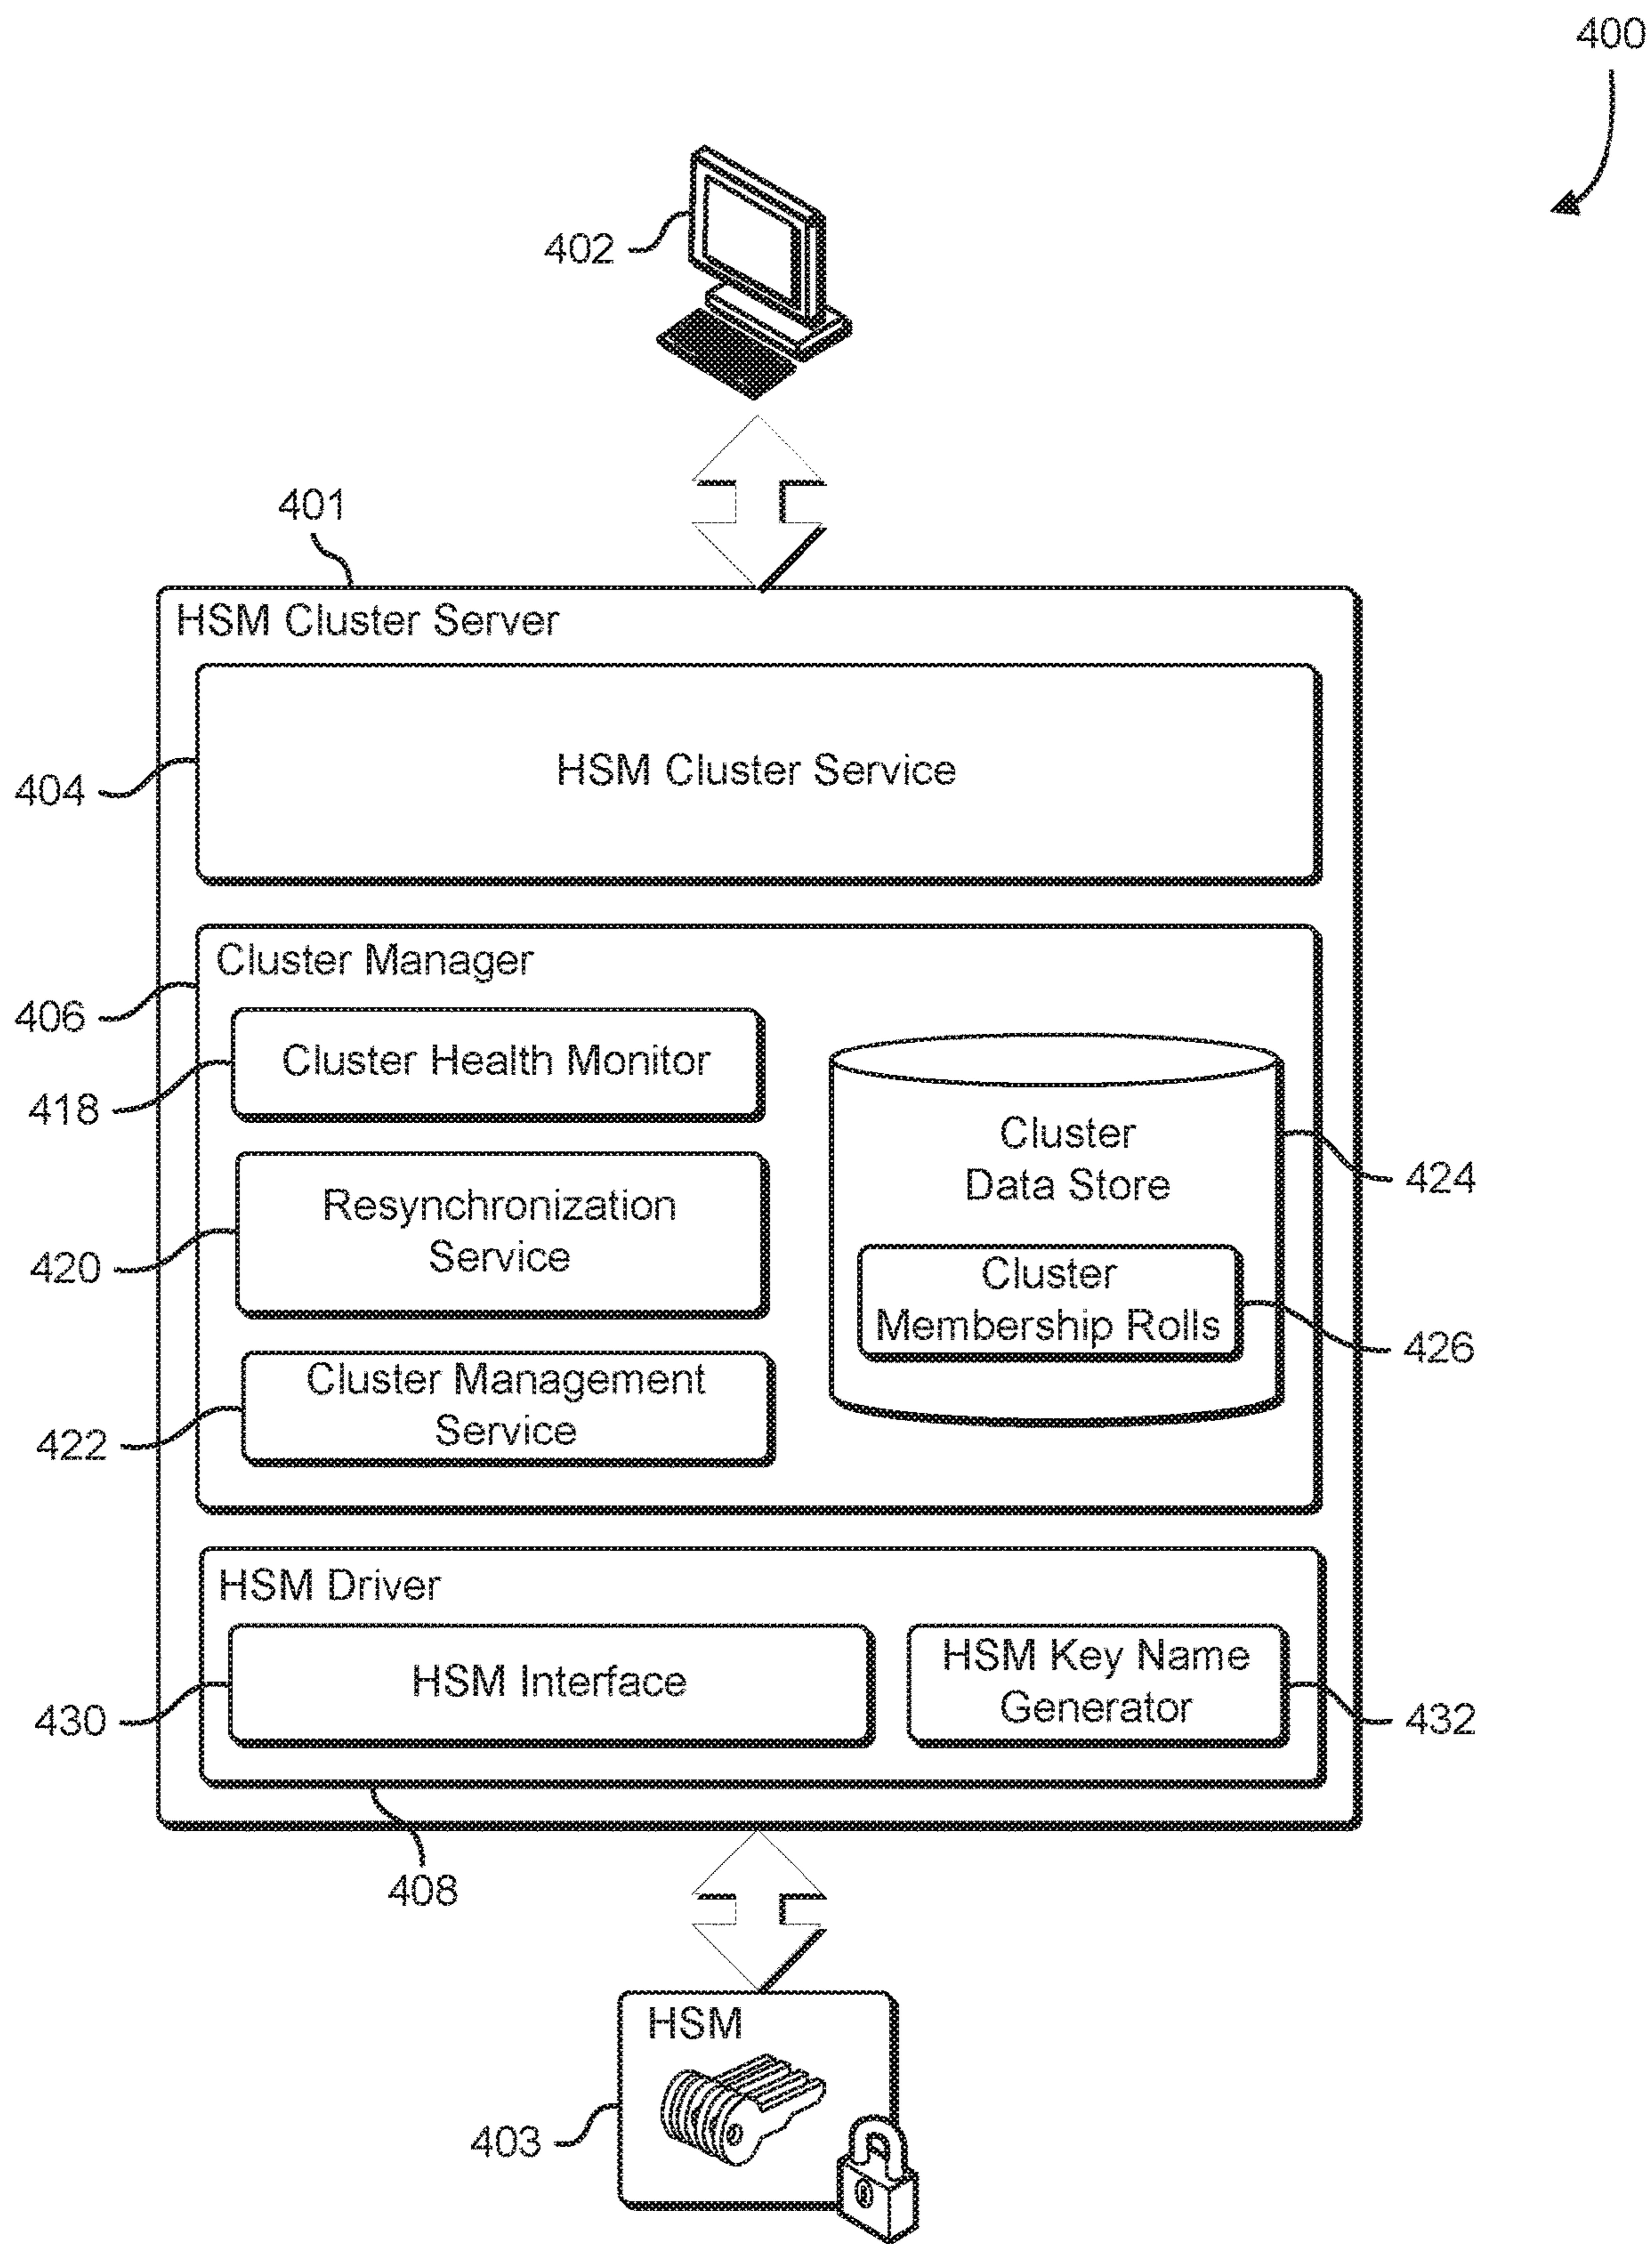 400
402
401
HSM Cluster Server
HSM Cluster Service
404
Cluster Manager
406
Cluster Health Monitor
418
Cluster
Data Store
424
Resynchronization
Service
420
Cluster
Membership Rolls
426
Cluster Management
Service
422
HSM Driver
HSM Interface
430
HSM Key Name
Generator
432
408
HSM
403